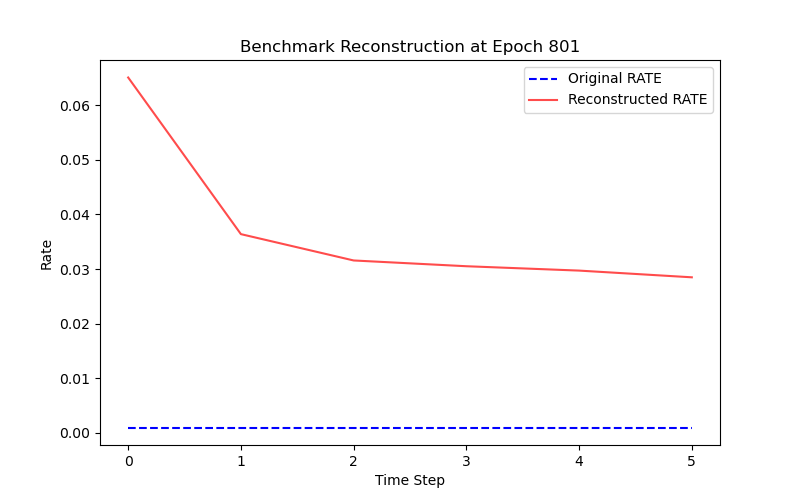 Benchmark Reconstruction at Epoch 801
Original RATE
Reconstructed RATE
Rate
0.06
0.05
0.04
0.03
0.02
0.01
0.00
0 1 2 3 4 5
Time Step